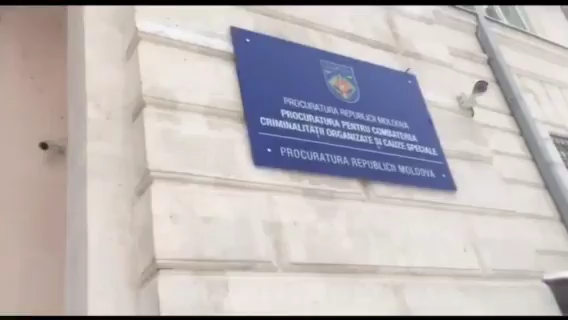 PROCURATURA REPUBLICII MOLDOVA
PROCURATURA PENTRU COMBATEREA
CRIMINALITĂȚII ORGANIZATE ȘI CAUZE SPECIALE
PROCURATURA REPUBLICII MOLDOVA